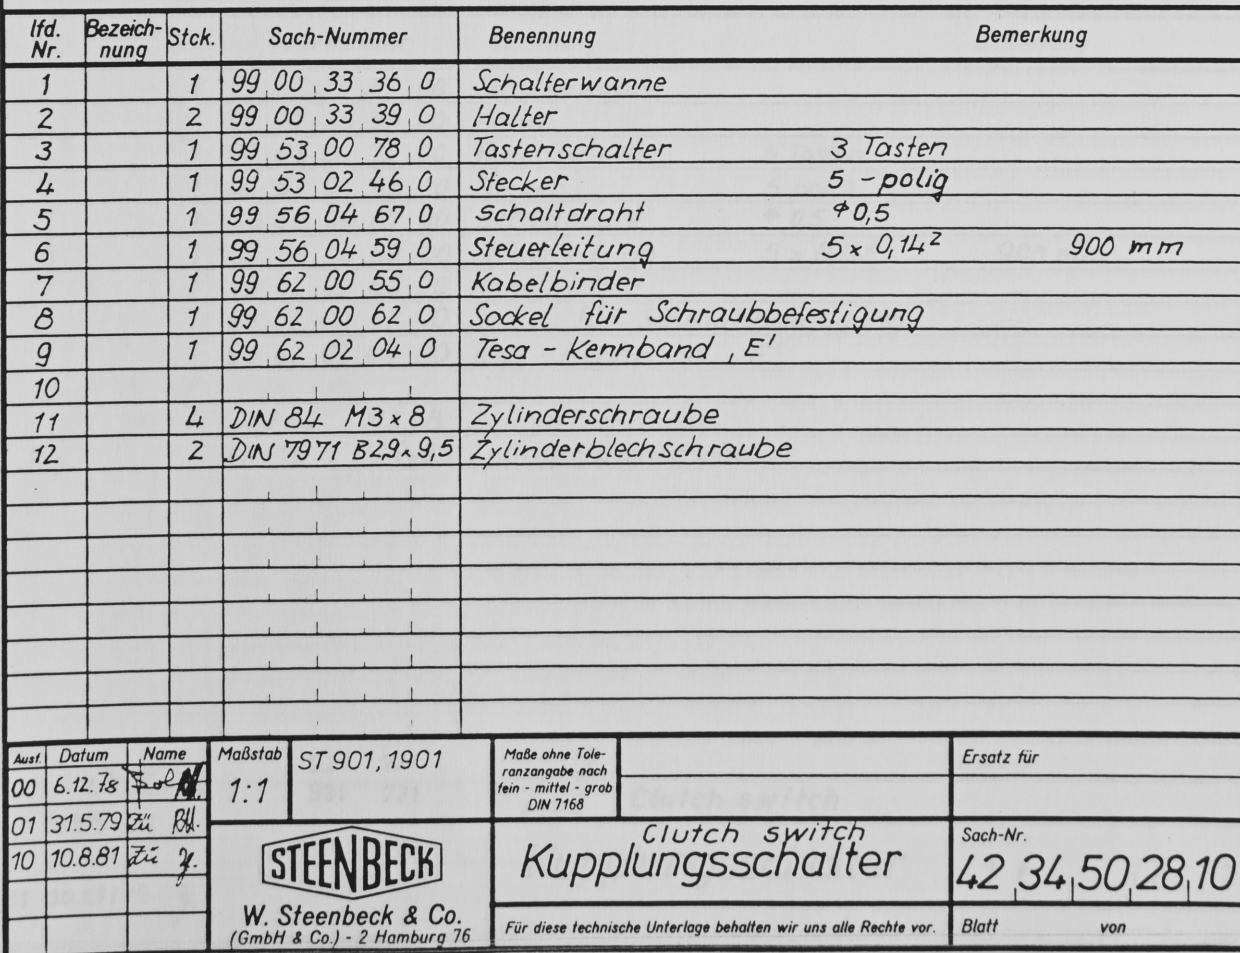 lfd. Nr. Bezeich-nung Stck. Sach-Nummer Benennung Bemerkung
1 1 99 00 33 36 0 Schalterwanne
2 2 99 00 33 39 0 Halter
3 1 99 53 00 78 0 Tastenschalter 3 Tasten
4 1 99 53 02 46 0 Stecker 5-polig
5 1 99 56 04 67 0 Schaltdraht ⌀0,5
6 1 99 56 04 59 0 Steuerleitung 5 x 0,14² 900 mm
7 1 99 62 00 55 0 Kabelbinder
8 1 99 62 00 62 0 Sockel für Schraubbefestigung
9 1 99 62 02 04 0 Tesa - Kennband ,E'
10
11 4 DIN 84 M3x8 Zylinderschraube
12 2 DIN 7971 B2,9x9,5 Zylinderblechschraube
Ausf. Datum Name
00 6.12.78
01 31.5.79 Zü
10 10.8.81 Zü
Maßstab
1:1
ST 901, 1901
Maße ohne Tole-
ranzangabe nach
fein - mittel - grob
DIN 7168
Ersatz für
STEENBECK
W. Steenbeck & Co.
(GmbH & Co.) - 2 Hamburg 76
Clutch switch
Kupplungsschalter
Für diese technische Unterlage behalten wir uns alle Rechte vor.
Sach-Nr.
42 34 50 28 10
Blatt von